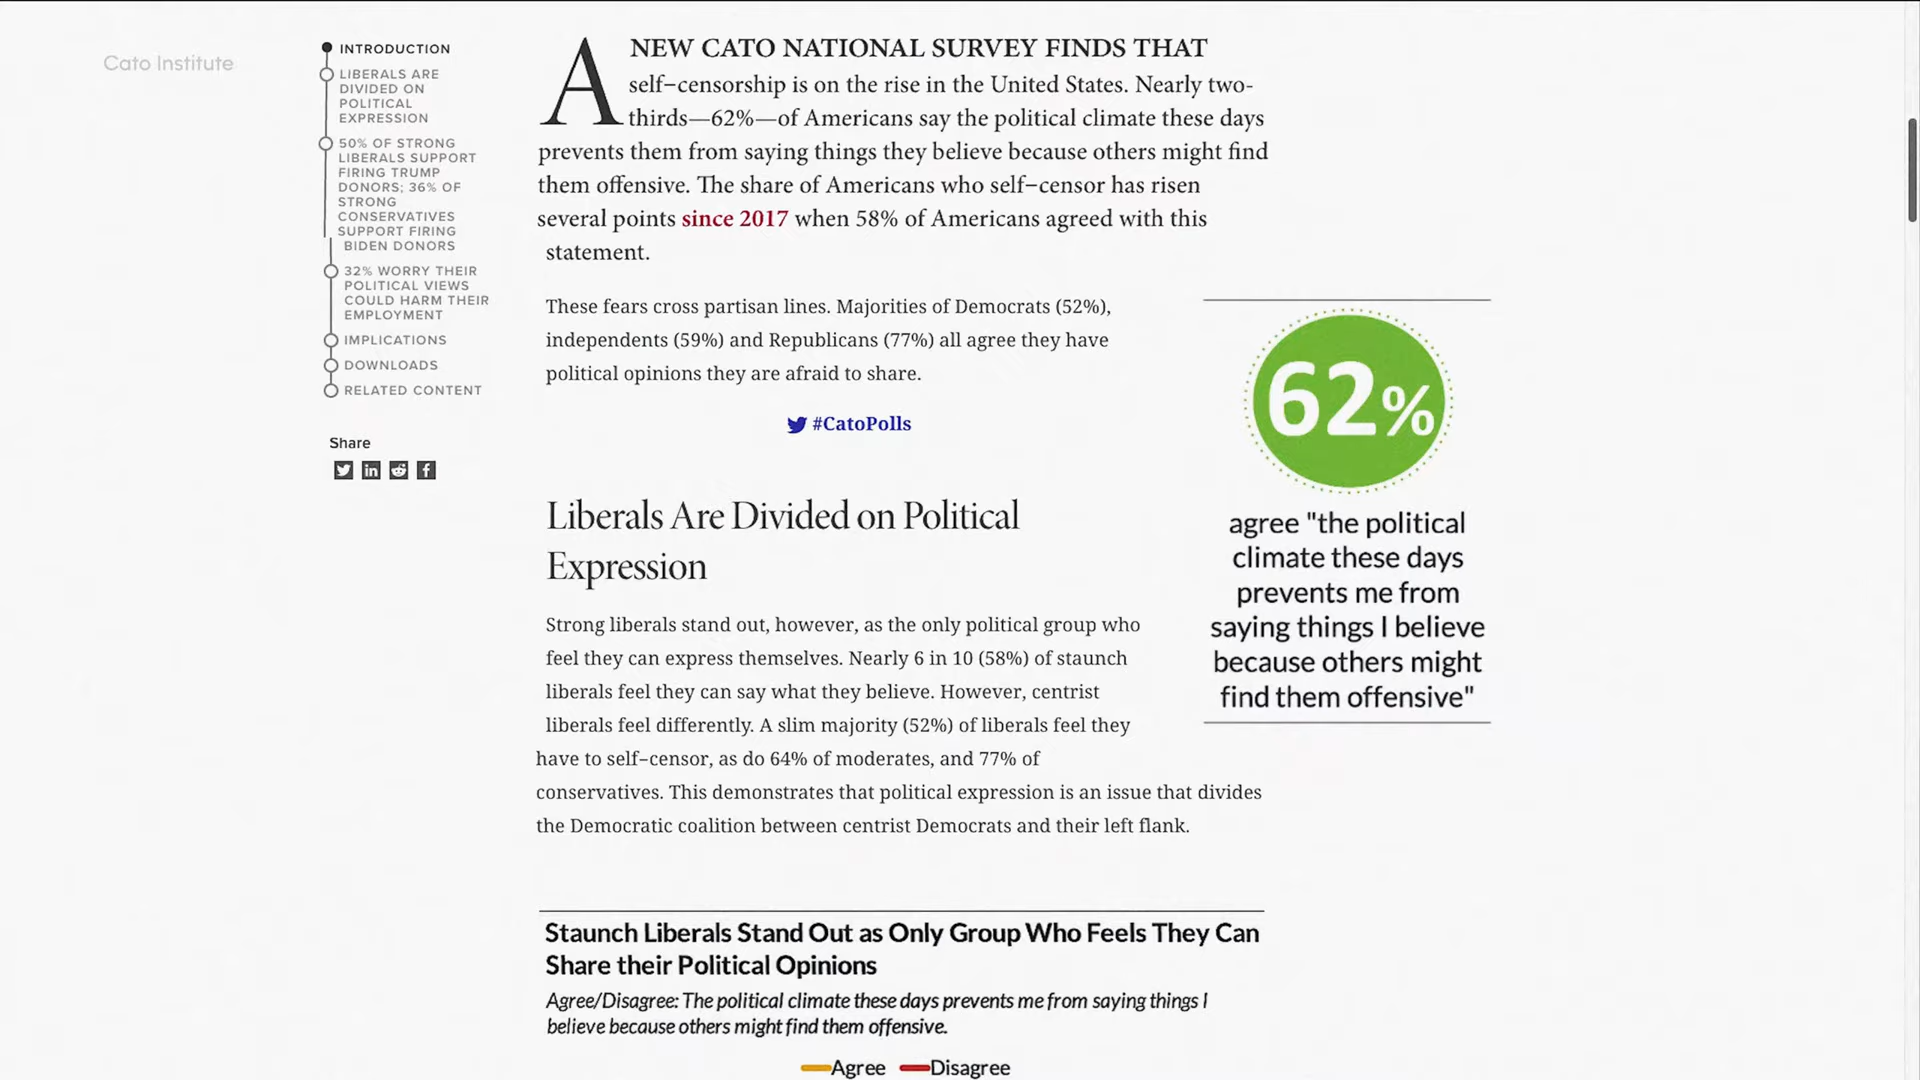 Cato Institute
INTRODUCTION
LIBERALS ARE
DIVIDED ON
POLITICAL
EXPRESSION
50% OF STRONG
LIBERALS SUPPORT
FIRING TRUMP
DONORS; 36% OF
STRONG
CONSERVATIVES
SUPPORT FIRING
BIDEN DONORS
32% WORRY THEIR
POLITICAL VIEWS
COULD HARM THEIR
EMPLOYMENT
IMPLICATIONS
DOWNLOADS
RELATED CONTENT
Share
A NEW CATO NATIONAL SURVEY FINDS THAT
self-censorship is on the rise in the United States. Nearly two-
thirds—62%—of Americans say the political climate these days
prevents them from saying things they believe because others might find
them offensive. The share of Americans who self-censor has risen
several points since 2017 when 58% of Americans agreed with this
statement.
These fears cross partisan lines. Majorities of Democrats (52%),
independents (59%) and Republicans (77%) all agree they have
political opinions they are afraid to share.
#CatoPolls
62%
agree "the political
climate these days
prevents me from
saying things I believe
because others might
find them offensive"
Liberals Are Divided on Political
Expression
Strong liberals stand out, however, as the only political group who
feel they can express themselves. Nearly 6 in 10 (58%) of staunch
liberals feel they can say what they believe. However, centrist
liberals feel differently. A slim majority (52%) of liberals feel they
have to self-censor, as do 64% of moderates, and 77% of
conservatives. This demonstrates that political expression is an issue that divides
the Democratic coalition between centrist Democrats and their left flank.
Staunch Liberals Stand Out as Only Group Who Feels They Can
Share their Political Opinions
Agree/Disagree: The political climate these days prevents me from saying things I
believe because others might find them offensive.
Agree Disagree